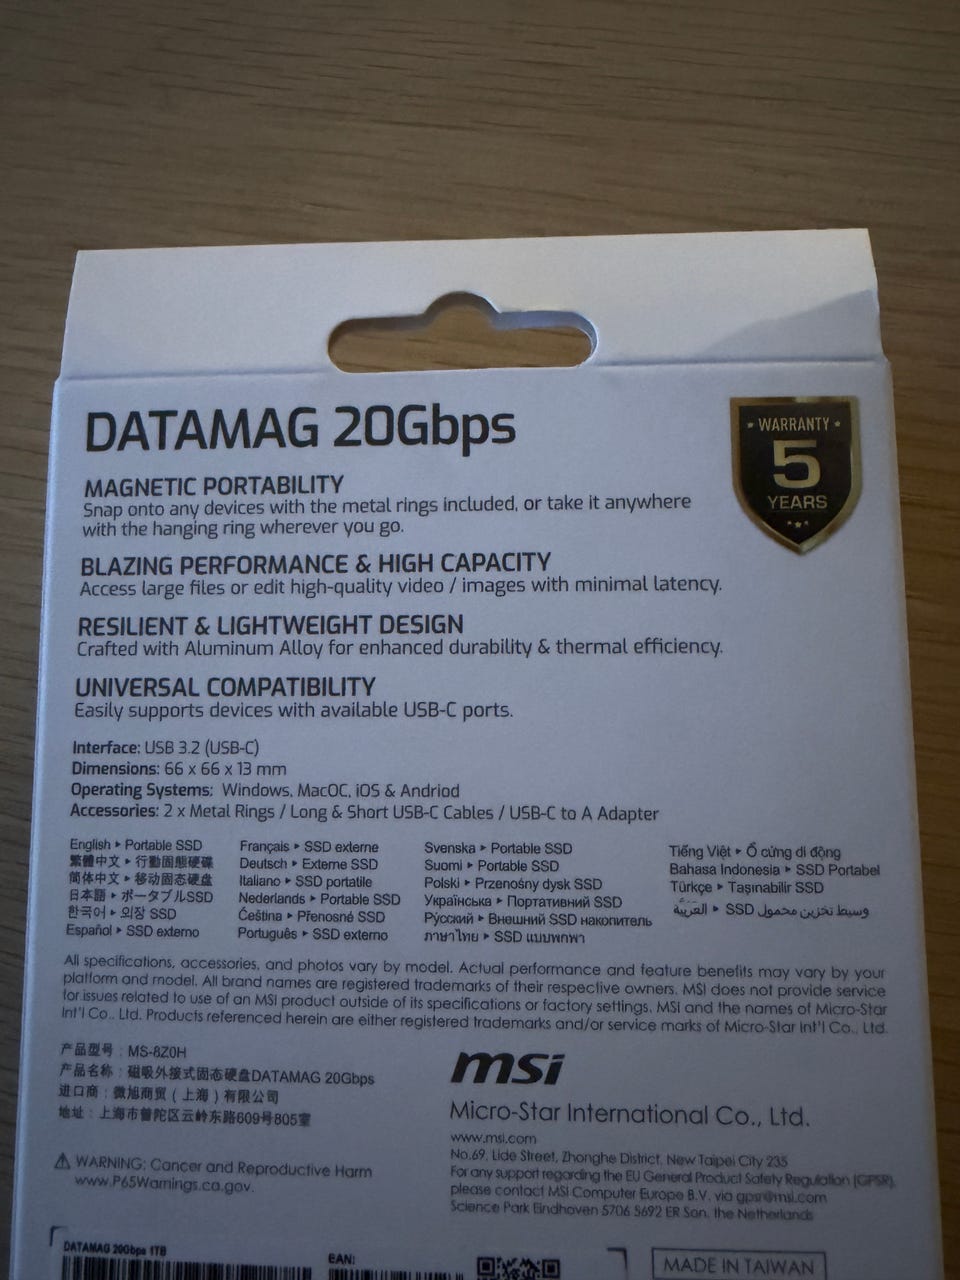 DATAMAG 20Gbps
WARRANTY
5
YEARS
MAGNETIC PORTABILITY
Snap onto any devices with the metal rings included, or take it anywhere
with the hanging ring wherever you go.
BLAZING PERFORMANCE & HIGH CAPACITY
Access large files or edit high-quality video / images with minimal latency.
RESILIENT & LIGHTWEIGHT DESIGN
Crafted with Aluminum Alloy for enhanced durability & thermal efficiency.
UNIVERSAL COMPATIBILITY
Easily supports devices with available USB-C ports.
Interface: USB 3.2 (USB-C)
Dimensions: 66 x 66 x 13 mm
Operating Systems: Windows, MacOC, iOS & Andriod
Accessories: 2 x Metal Rings / Long & Short USB-C Cables / USB-C to A Adapter
English ▸ Portable SSD
繁體中文 ▸ 行動固態硬碟
简体中文 ▸ 移动固态硬盘
日本語 ▸ ポータブルSSD
한국어 ▸ 외장 SSD
Español ▸ SSD externo
Français ▸ SSD externe
Deutsch ▸ Externe SSD
Italiano ▸ SSD portatile
Nederlands ▸ Portable SSD
Čeština ▸ Přenosné SSD
Português ▸ SSD externo
Svenska ▸ Portable SSD
Suomi ▸ Portable SSD
Polski ▸ Przenośny dysk SSD
Українська ▸ Портативний SSD
Русский ▸ Внешний SSD накопитель
ภาษาไทย ▸ SSD แบบพกพา
Tiếng Việt ▸ Ổ cứng di động
Bahasa Indonesia ▸ SSD Portabel
Türkçe ▸ Taşınabilir SSD
وسيط تخزين محمول SSD ◂ العربية
All specifications, accessories, and photos vary by model. Actual performance and feature benefits may vary by your
platform and model. All brand names are registered trademarks of their respective owners. MSI does not provide service
for issues related to use of an MSI product outside of its specifications or factory settings. MSI and the names of Micro-Star
Int'l Co., Ltd. Products referenced herein are either registered trademarks and/or service marks of Micro-Star Int'l Co., Ltd.
产品型号：MS-8Z0H
产品名称：磁吸外接式固态硬盘DATAMAG 20Gbps
进口商：微旭商贸（上海）有限公司
地址：上海市普陀区云岭东路609号805室
⚠ WARNING: Cancer and Reproductive Harm
www.P65Warnings.ca.gov.
msi
Micro-Star International Co., Ltd.
www.msi.com
No.69, Lide Street, Zhonghe District, New Taipei City 235
For any support regarding the EU General Product Safety Regulation (GPSR),
please contact MSI Computer Europe B.V. via gpsr@msi.com
Science Park Eindhoven 5706 5692 ER Son, the Netherlands
DATAMAG 20Gbps 1TB
EAN:
MADE IN TAIWAN